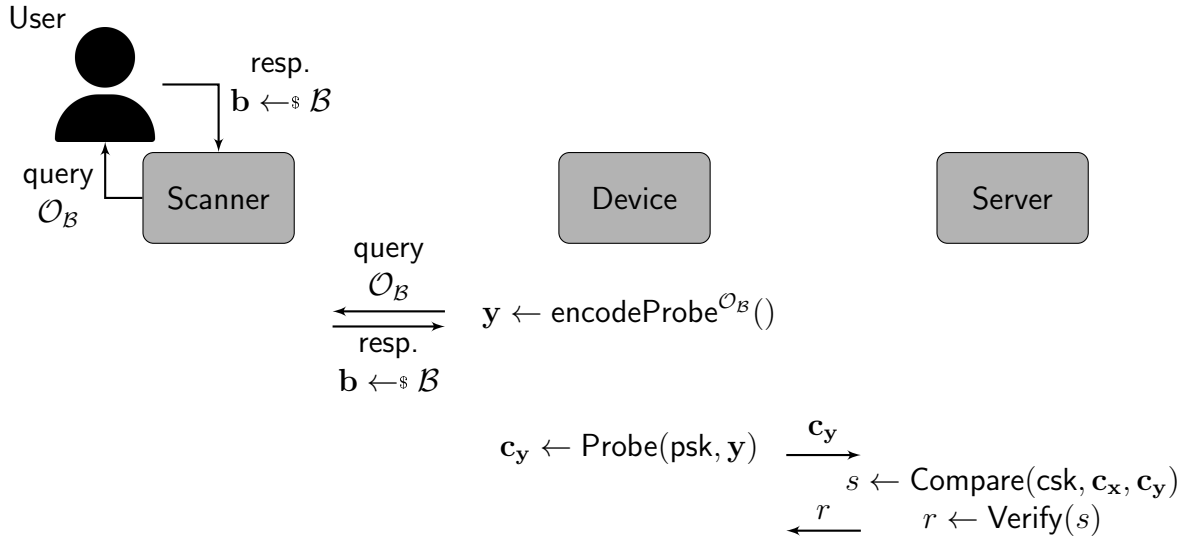 User
resp.
b ←$ ℬ
query
𝒪_ℬ
Scanner
Device
Server
query
𝒪_ℬ
y ← encodeProbe^{𝒪_ℬ}()
resp.
b ←$ ℬ
c_y ← Probe(psk, y)
c_y
s ← Compare(csk, c_x, c_y)
r
r ← Verify(s)